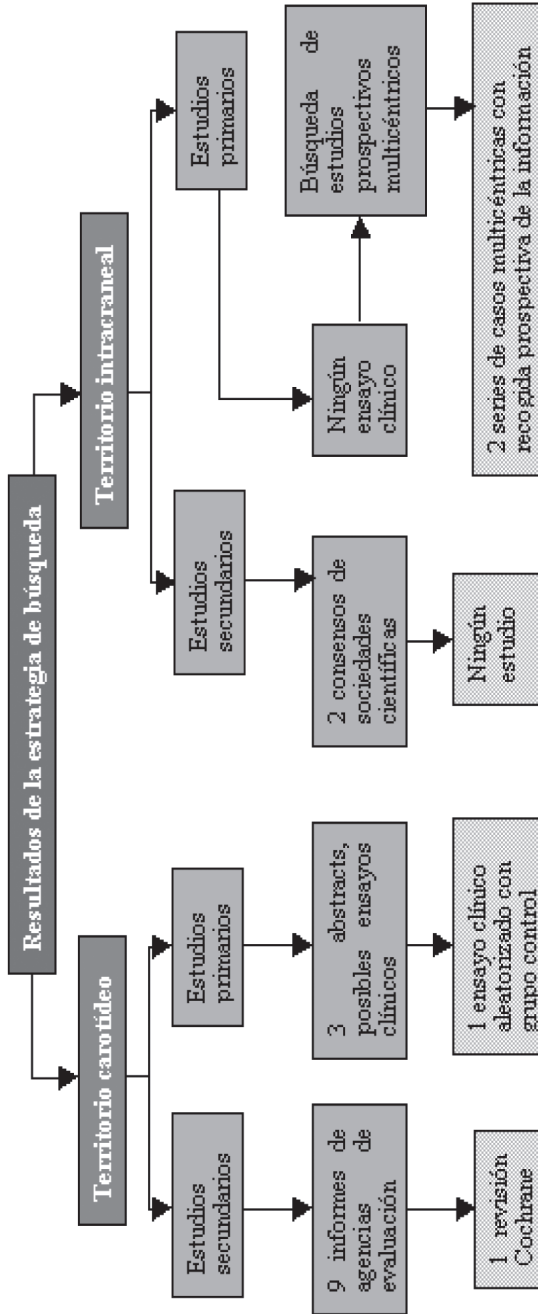 Resultados de la estrategia de búsqueda
Territorio carotídeo
Territorio intracraneal
Estudios
secundarios
Estudios
primarios
Estudios
secundarios
Estudios
primarios
9 informes de
agencias de
evaluación
3 abstracts,
posibles ensayos
clínicos
2 consensos de
sociedades
científicas
Ningún
ensayo
clínico
Búsqueda de
estudios
prospectivos
multicéntricos
1 revisión
Cochrane
1 ensayo clínico
aleatorizado con
grupo control
Ningún
estudio
2 series de casos multicéntricas con
recogida prospectiva de la información